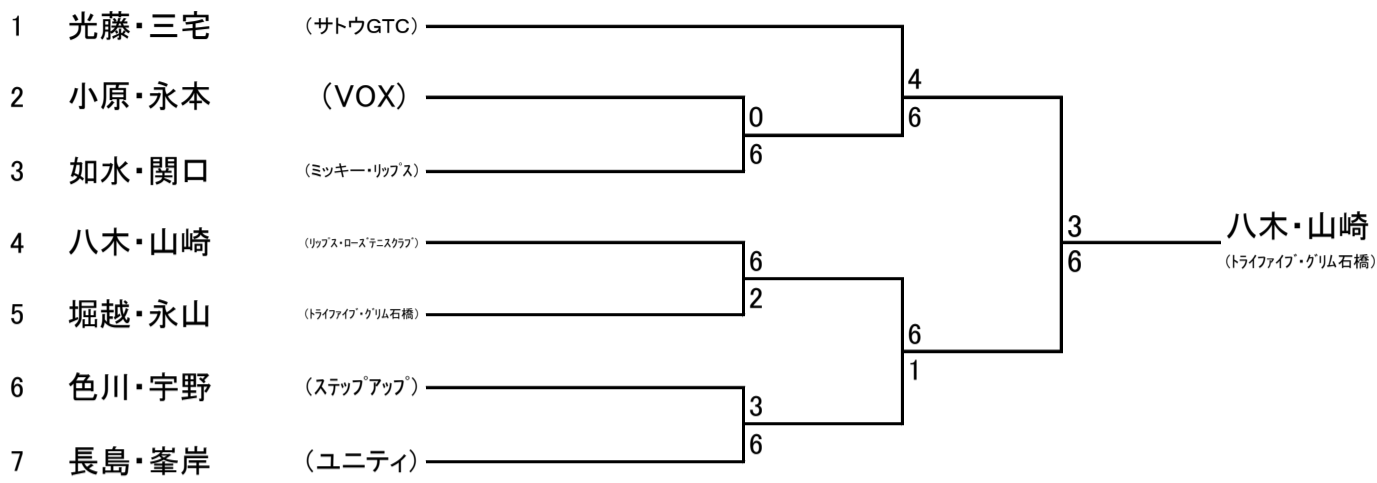 1 光藤・三宅 (サトウGTC)
4
2 小原・永本 (VOX)
0
6
6
3 如水・関口 (ミッキー・リップス)
八木・山崎
3
4 八木・山崎 (リップス・ローズテニスクラブ)
6
6
(トライファイブ・グリム石橋)
2
5 堀越・永山 (トライファイブ・グリム石橋)
6
1
6 色川・宇野 (ステップアップ)
3
6
7 長島・峯岸 (ユニティ)